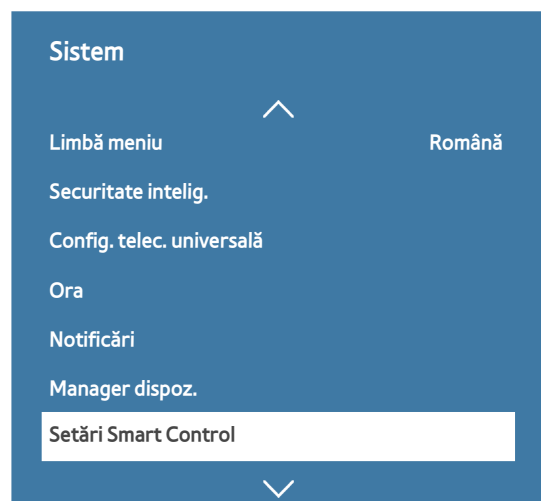 Sistem
Limbă meniu Română
Securitate intelig.
Config. telec. universală
Ora
Notificări
Manager dispoz.
Setări Smart Control